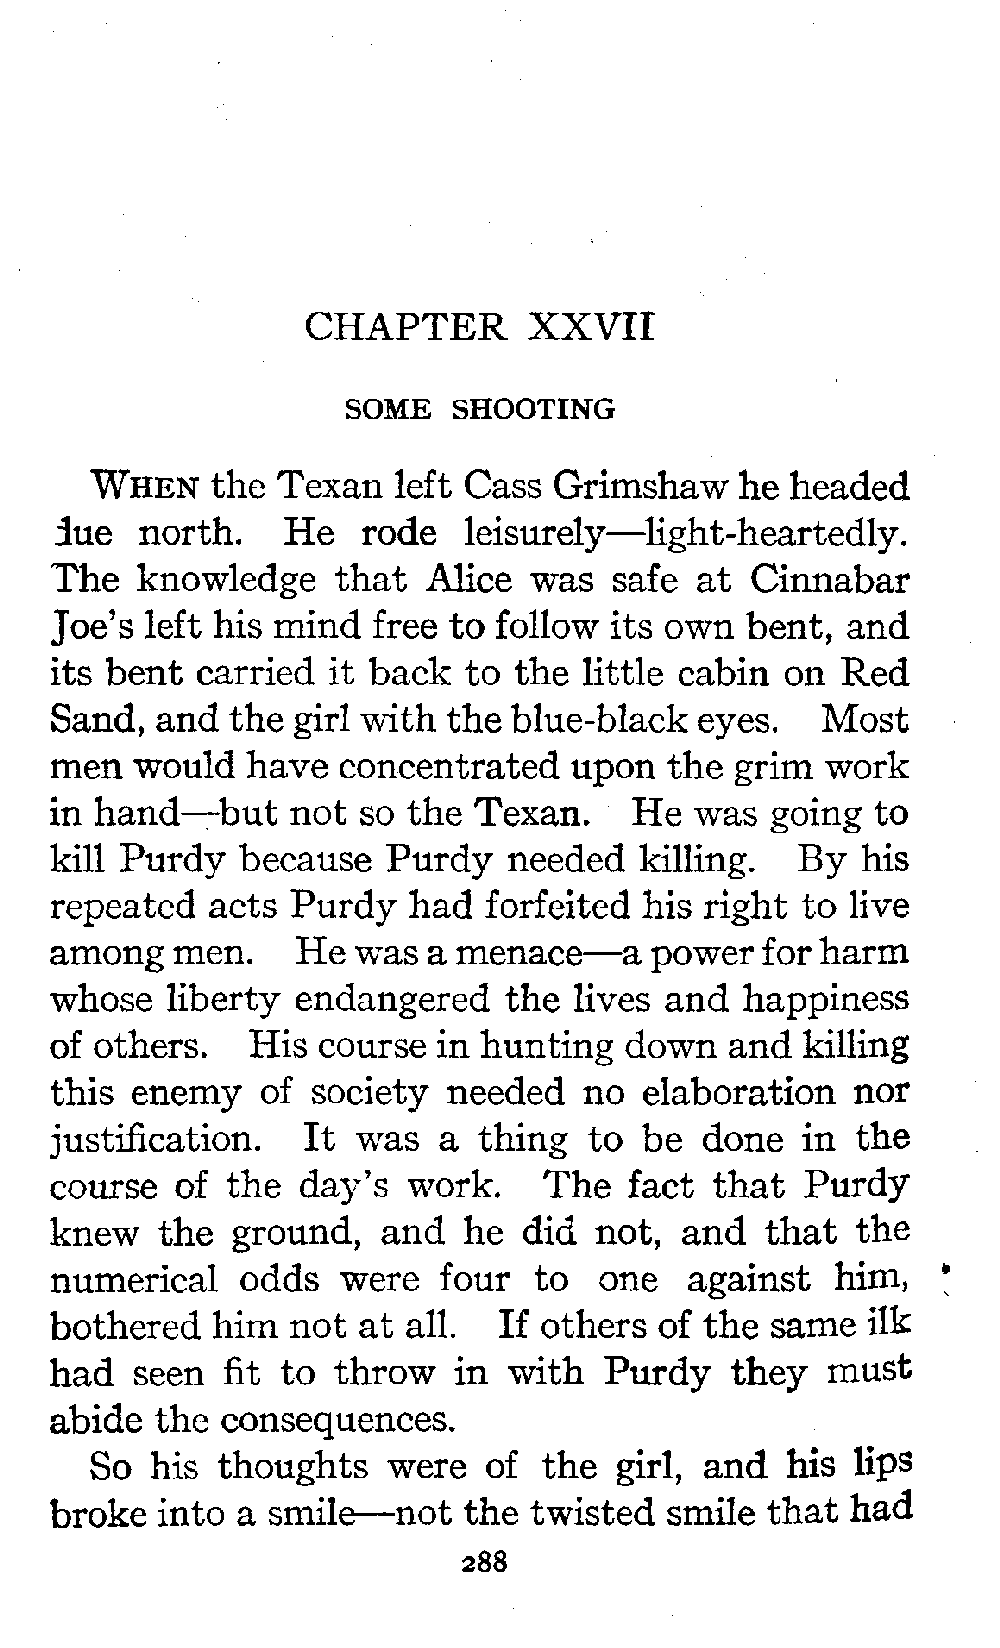 CHAPTER XXVII
SOME SHOOTING
WHEN the Texan left Cass Grimshaw he headed
due north. He rode leisurely—light-heartedly.
The knowledge that Alice was safe at Cinnabar
Joe's left his mind free to follow its own bent, and
its bent carried it back to the little cabin on Red
Sand, and the girl with the blue-black eyes. Most
men would have concentrated upon the grim work
in hand—but not so the Texan. He was going to
kill Purdy because Purdy needed killing. By his
repeated acts Purdy had forfeited his right to live
among men. He was a menace—a power for harm
whose liberty endangered the lives and happiness
of others. His course in hunting down and killing
this enemy of society needed no elaboration nor
justification. It was a thing to be done in the
course of the day's work. The fact that Purdy
knew the ground, and he did not, and that the
numerical odds were four to one against him,
bothered him not at all. If others of the same ilk
had seen fit to throw in with Purdy they must
abide the consequences.
So his thoughts were of the girl, and his lips
broke into a smile—not the twisted smile that had
288